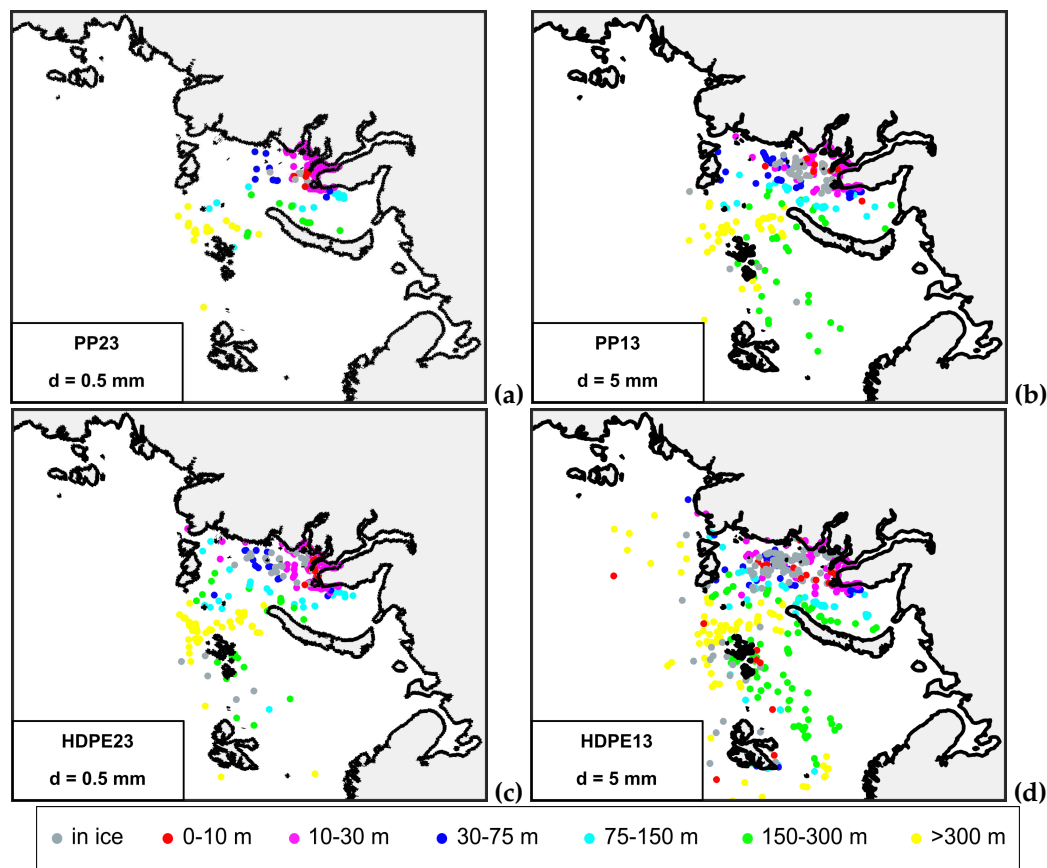 PP23
d = 0.5 mm
(a)
PP13
d = 5 mm
(b)
HDPE23
d = 0.5 mm
(c)
HDPE13
d = 5 mm
(d)
in ice 0-10 m 10-30 m 30-75 m 75-150 m 150-300 m >300 m